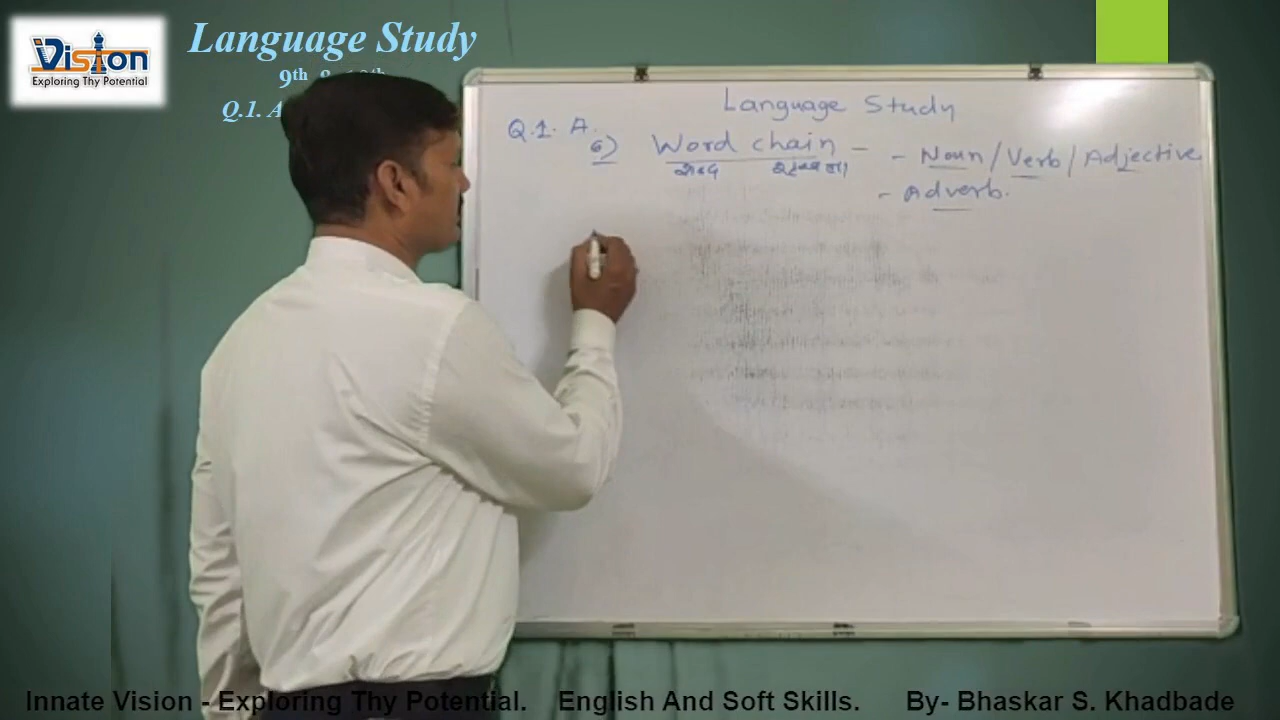 Vision
Exploring Thy Potential
Language Study
9th
Q.1. A
Language Study
Q.1. A.
6) Word chain - - Noun / Verb / Adjective
शब्द
- Adverb.
Innate Vision - Exploring Thy Potential. English And Soft Skills. By- Bhaskar S. Khadbade